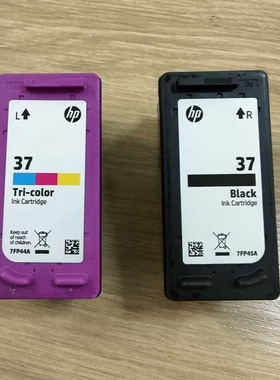 L
hp
37
Tri-color
Ink Cartridge
Keep out of
reach of
children.
7FP44A
hp
R
37
Black
Ink Cartridge
7FP45A